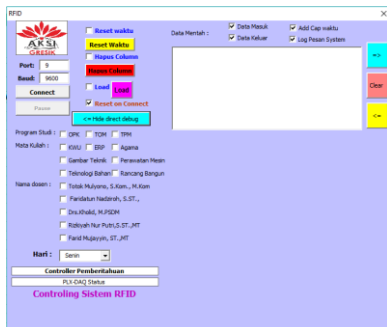 RFID
AKSI
GRESIK
Port: 9
Baud: 9600
Connect
Pause
Reset waktu
Reset Waktu
Hapus Column
Hapus Column
Load Load
Reset on Connect
<= Hide direct debug
Data Mentah :
Data Masuk
Add Cap waktu
Data Keluar
Log Pesan System
=>
Clear
<=
Program Studi : OPK TOM TPM
Mata Kuliah : KWU ERP Agama
Gambar Teknik Perawatan Mesin
Teknologi Bahan Rancang Bangun
Nama dosen : Totok Mulyono, S.Kom., M.Kom
Faridatun Nadziroh, S.ST.,
Drs.Kholid, M.PSDM
Rizkiyah Nur Putri,S.ST.,MT
Farid Mujayyin, ST.,MT
Hari : Senin
Controller Pemberitahuan
PLX-DAQ Status
Controling Sistem RFID